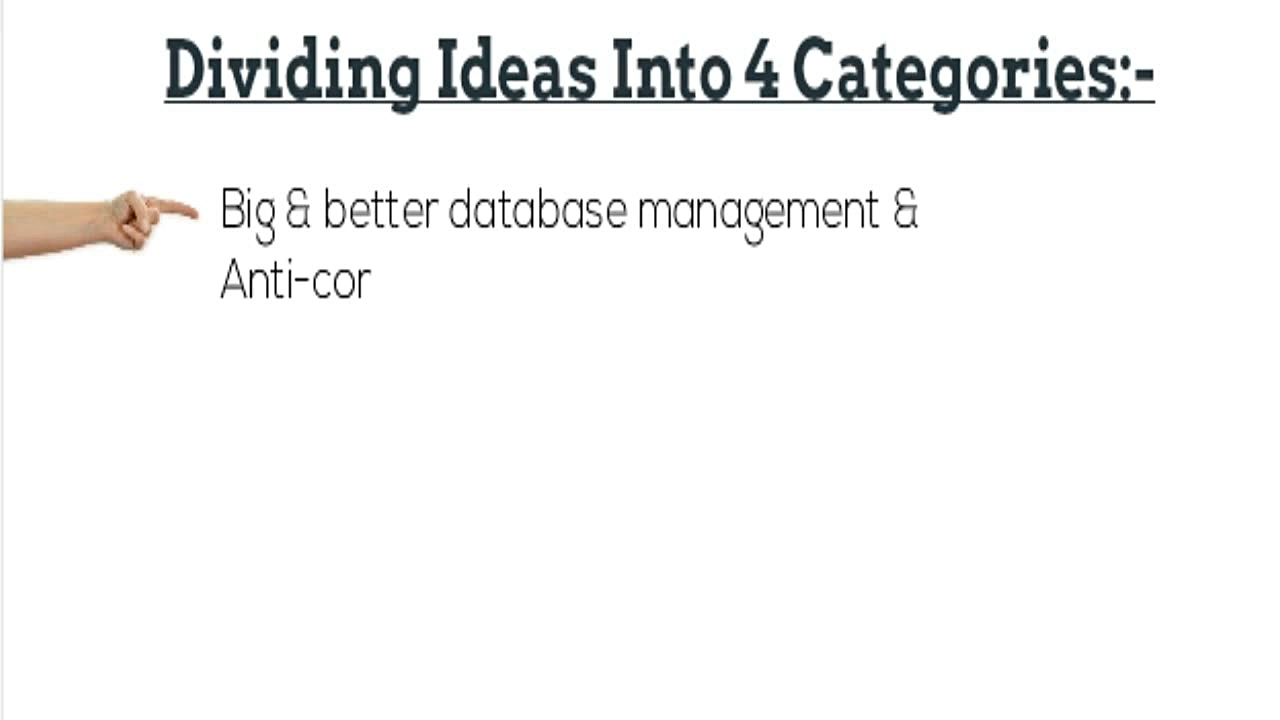 Dividing Ideas Into 4 Categories:-
Big & better database management &
Anti-cor